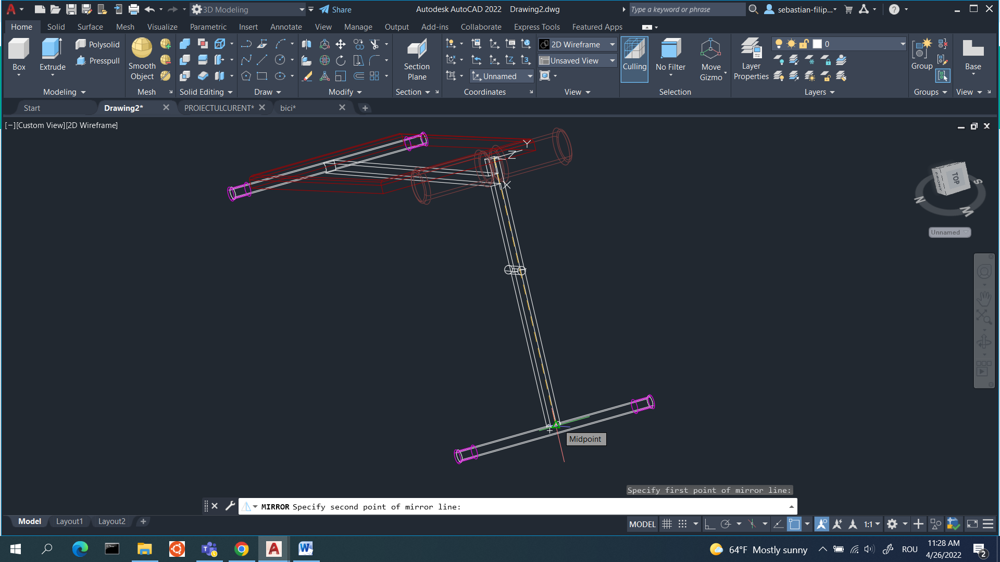 3D Modeling
Share
Autodesk AutoCAD 2022 Drawing2.dwg
Type a keyword or phrase
sebastian-filip...
Home Solid Surface Mesh Visualize Parametric Insert Annotate View Manage Output Add-ins Collaborate Express Tools Featured Apps
Box
Extrude
Polysolid
Presspull
Modeling
Smooth
Object
Mesh
Solid Editing
Draw
Modify
Section
Plane
Section
Unnamed
Coordinates
2D Wireframe
Unsaved View
View
Culling
No Filter
Move
Gizmo
Selection
Layer
Properties
0
Layers
Group
Groups
Base
View
Start
Drawing2*
PROIECTULCURENT*
bici*
[−][Custom View][2D Wireframe]
Y
Z
X
TOP
FRONT
S
N
M
Unnamed
Midpoint
Specify first point of mirror line:
MIRROR Specify second point of mirror line:
Model Layout1 Layout2
MODEL
1:1
64°F Mostly sunny
ROU
11:28 AM
4/26/2022
2